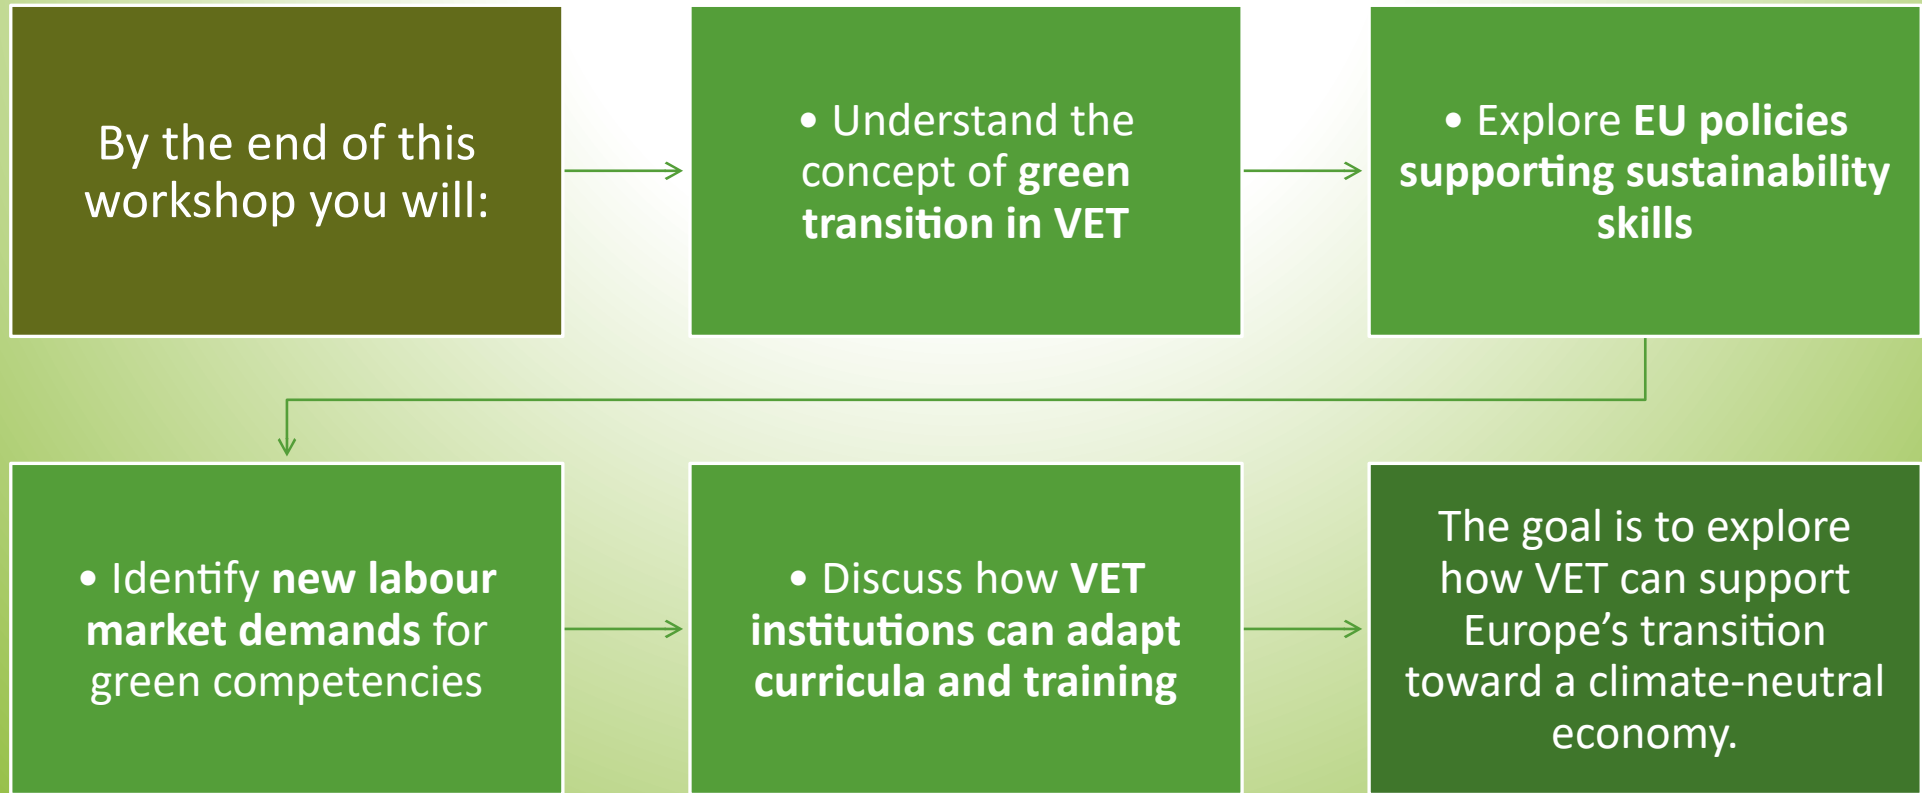 By the end of this
workshop you will:
• Understand the
concept of green
transition in VET
• Explore EU policies
supporting sustainability
skills
• Identify new labour
market demands for
green competencies
• Discuss how VET
institutions can adapt
curricula and training
The goal is to explore
how VET can support
Europe’s transition
toward a climate-neutral
economy.